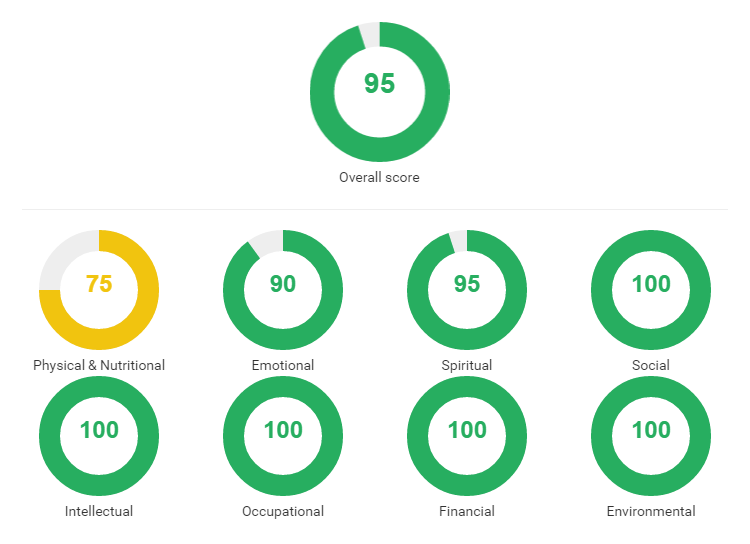 95
Overall score
75
90
95
100
Physical & Nutritional
Emotional
Spiritual
Social
100
100
100
100
Intellectual
Occupational
Financial
Environmental